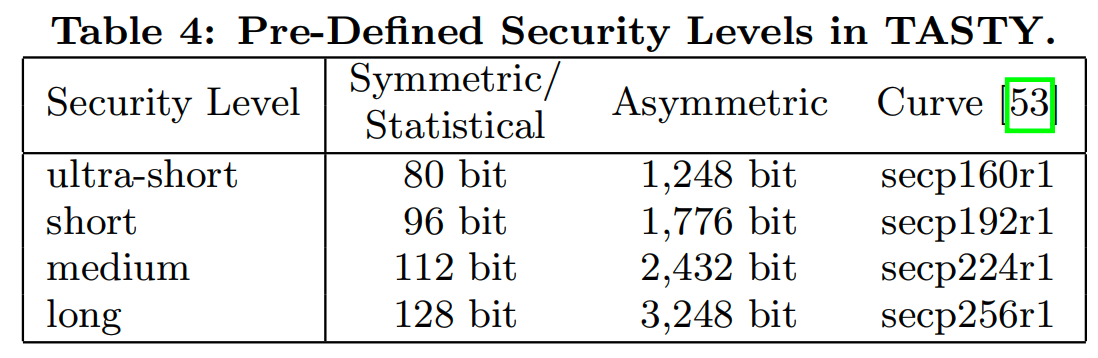 Table 4: Pre-Defined Security Levels in TASTY.
Security Level Symmetric/ Statistical Asymmetric Curve [53]
ultra-short 80 bit 1,248 bit secp160r1
short 96 bit 1,776 bit secp192r1
medium 112 bit 2,432 bit secp224r1
long 128 bit 3,248 bit secp256r1